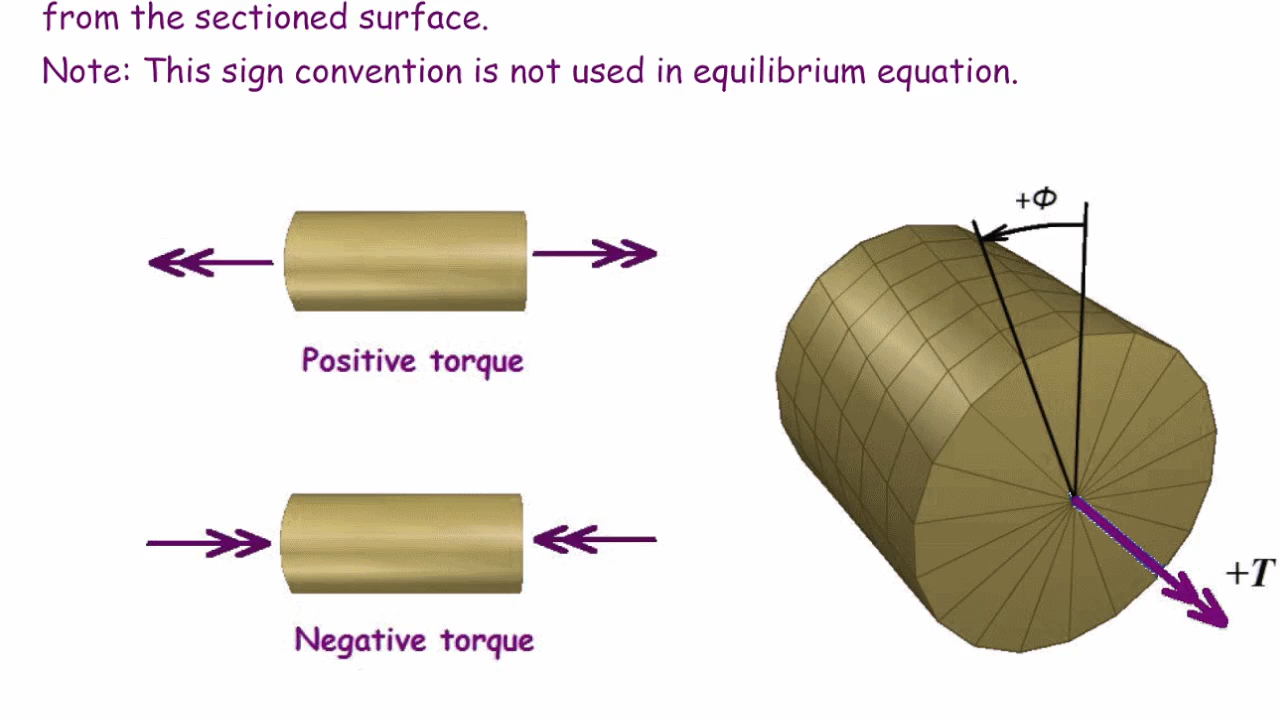 from the sectioned surface.
Note: This sign convention is not used in equilibrium equation.
+Φ
Positive torque
+T
Negative torque